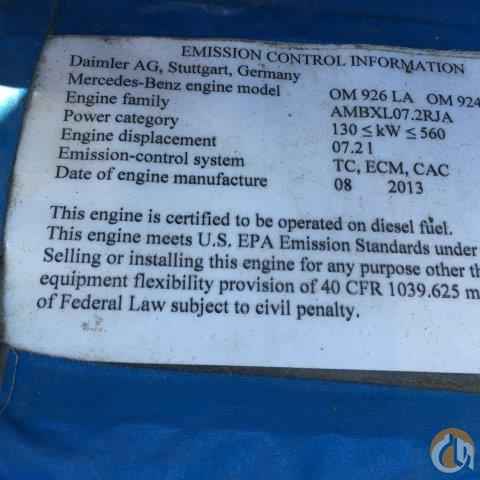 EMISSION CONTROL INFORMATION
Daimler AG, Stuttgart, Germany
Mercedes-Benz engine model OM 926 LA OM 924
Engine family AMBXL07.2RJA
Power category 130 ≤ kW ≤ 560
Engine displacement 07.2 l
Emission-control system TC, ECM, CAC
Date of engine manufacture 08 2013
This engine is certified to be operated on diesel fuel.
This engine meets U.S. EPA Emission Standards under
Selling or installing this engine for any purpose other
equipment flexibility provision of 40 CFR 1039.625
of Federal Law subject to civil penalty.